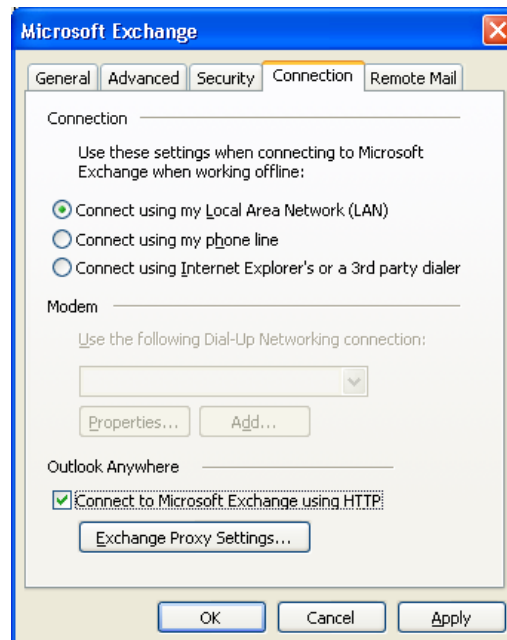 Microsoft Exchange
General Advanced Security Connection Remote Mail
Connection
Use these settings when connecting to Microsoft
Exchange when working offline:
Connect using my Local Area Network (LAN)
Connect using my phone line
Connect using Internet Explorer's or a 3rd party dialer
Modem
Use the following Dial-Up Networking connection:
Properties... Add...
Outlook Anywhere
Connect to Microsoft Exchange using HTTP
Exchange Proxy Settings...
OK Cancel Apply